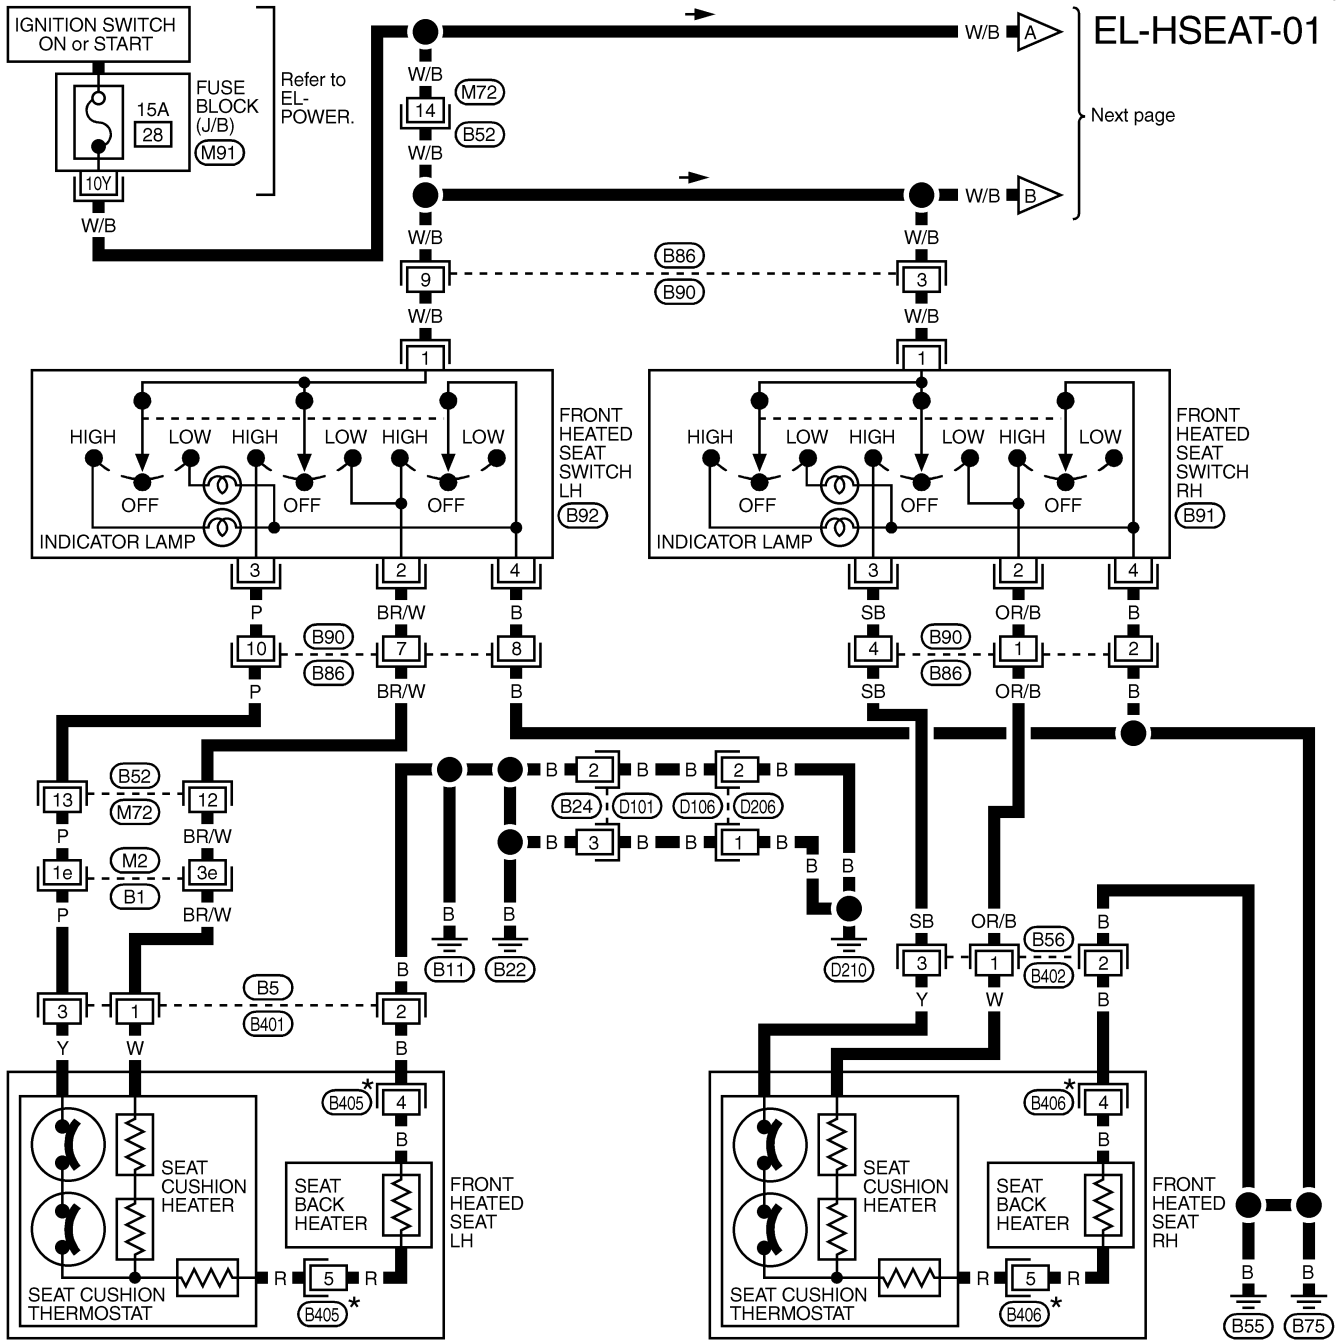 IGNITION SWITCH
ON or START
15A
28
FUSE
BLOCK
(J/B)
M91
10Y
W/B
Refer to
EL-
POWER.
W/B
A
EL-HSEAT-01
W/B
14
M72
B52
W/B
Next page
W/B
B
W/B
W/B
9
B86
B90
3
W/B
W/B
1
1
HIGH
LOW
HIGH
LOW
HIGH
LOW
OFF
OFF
OFF
INDICATOR LAMP
FRONT
HEATED
SEAT
SWITCH
LH
B92
HIGH
LOW
HIGH
LOW
HIGH
LOW
OFF
OFF
OFF
INDICATOR LAMP
FRONT
HEATED
SEAT
SWITCH
RH
B91
3
2
4
3
2
4
P
BR/W
B
SB
OR/B
B
10
B90
B86
7
8
4
B90
B86
1
2
P
BR/W
B
SB
OR/B
B
13
B52
M72
12
P
BR/W
1e
M2
B1
3e
P
BR/W
B
2
B
B
2
B
B24
D101
D106
D206
B
3
B
B
1
B
B
B
B
B
B11
B22
D210
SB
OR/B
B
3
1
B56
B402
2
Y
W
B
B
3
1
B5
B401
2
Y
W
B
B405
*
4
B
SEAT
CUSHION
HEATER
SEAT
BACK
HEATER
FRONT
HEATED
SEAT
LH
SEAT CUSHION
THERMOSTAT
R
5
R
B405
*
B406
*
4
B
SEAT
CUSHION
HEATER
SEAT
BACK
HEATER
FRONT
HEATED
SEAT
RH
SEAT CUSHION
THERMOSTAT
R
5
R
B406
*
B
B
B55
B75